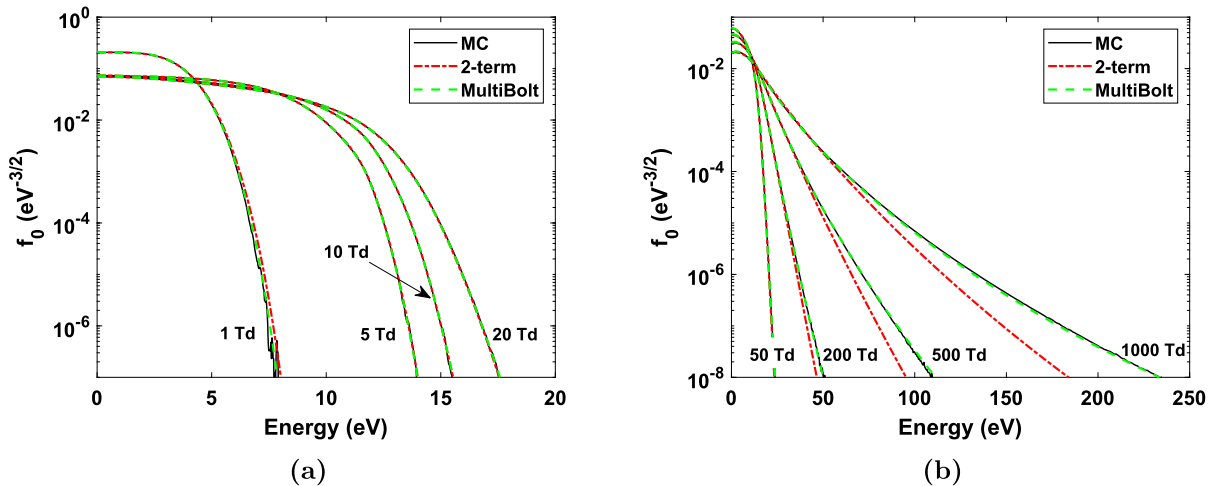 10^0
10^-2
10^-4
10^-6
f_0 (eV^-3/2)
MC
2-term
MultiBolt
10 Td
1 Td
5 Td
20 Td
0 5 10 15 20
Energy (eV)
(a)
10^-2
10^-4
10^-6
10^-8
f_0 (eV^-3/2)
MC
2-term
MultiBolt
50 Td
200 Td
500 Td
1000 Td
0 50 100 150 200 250
Energy (eV)
(b)